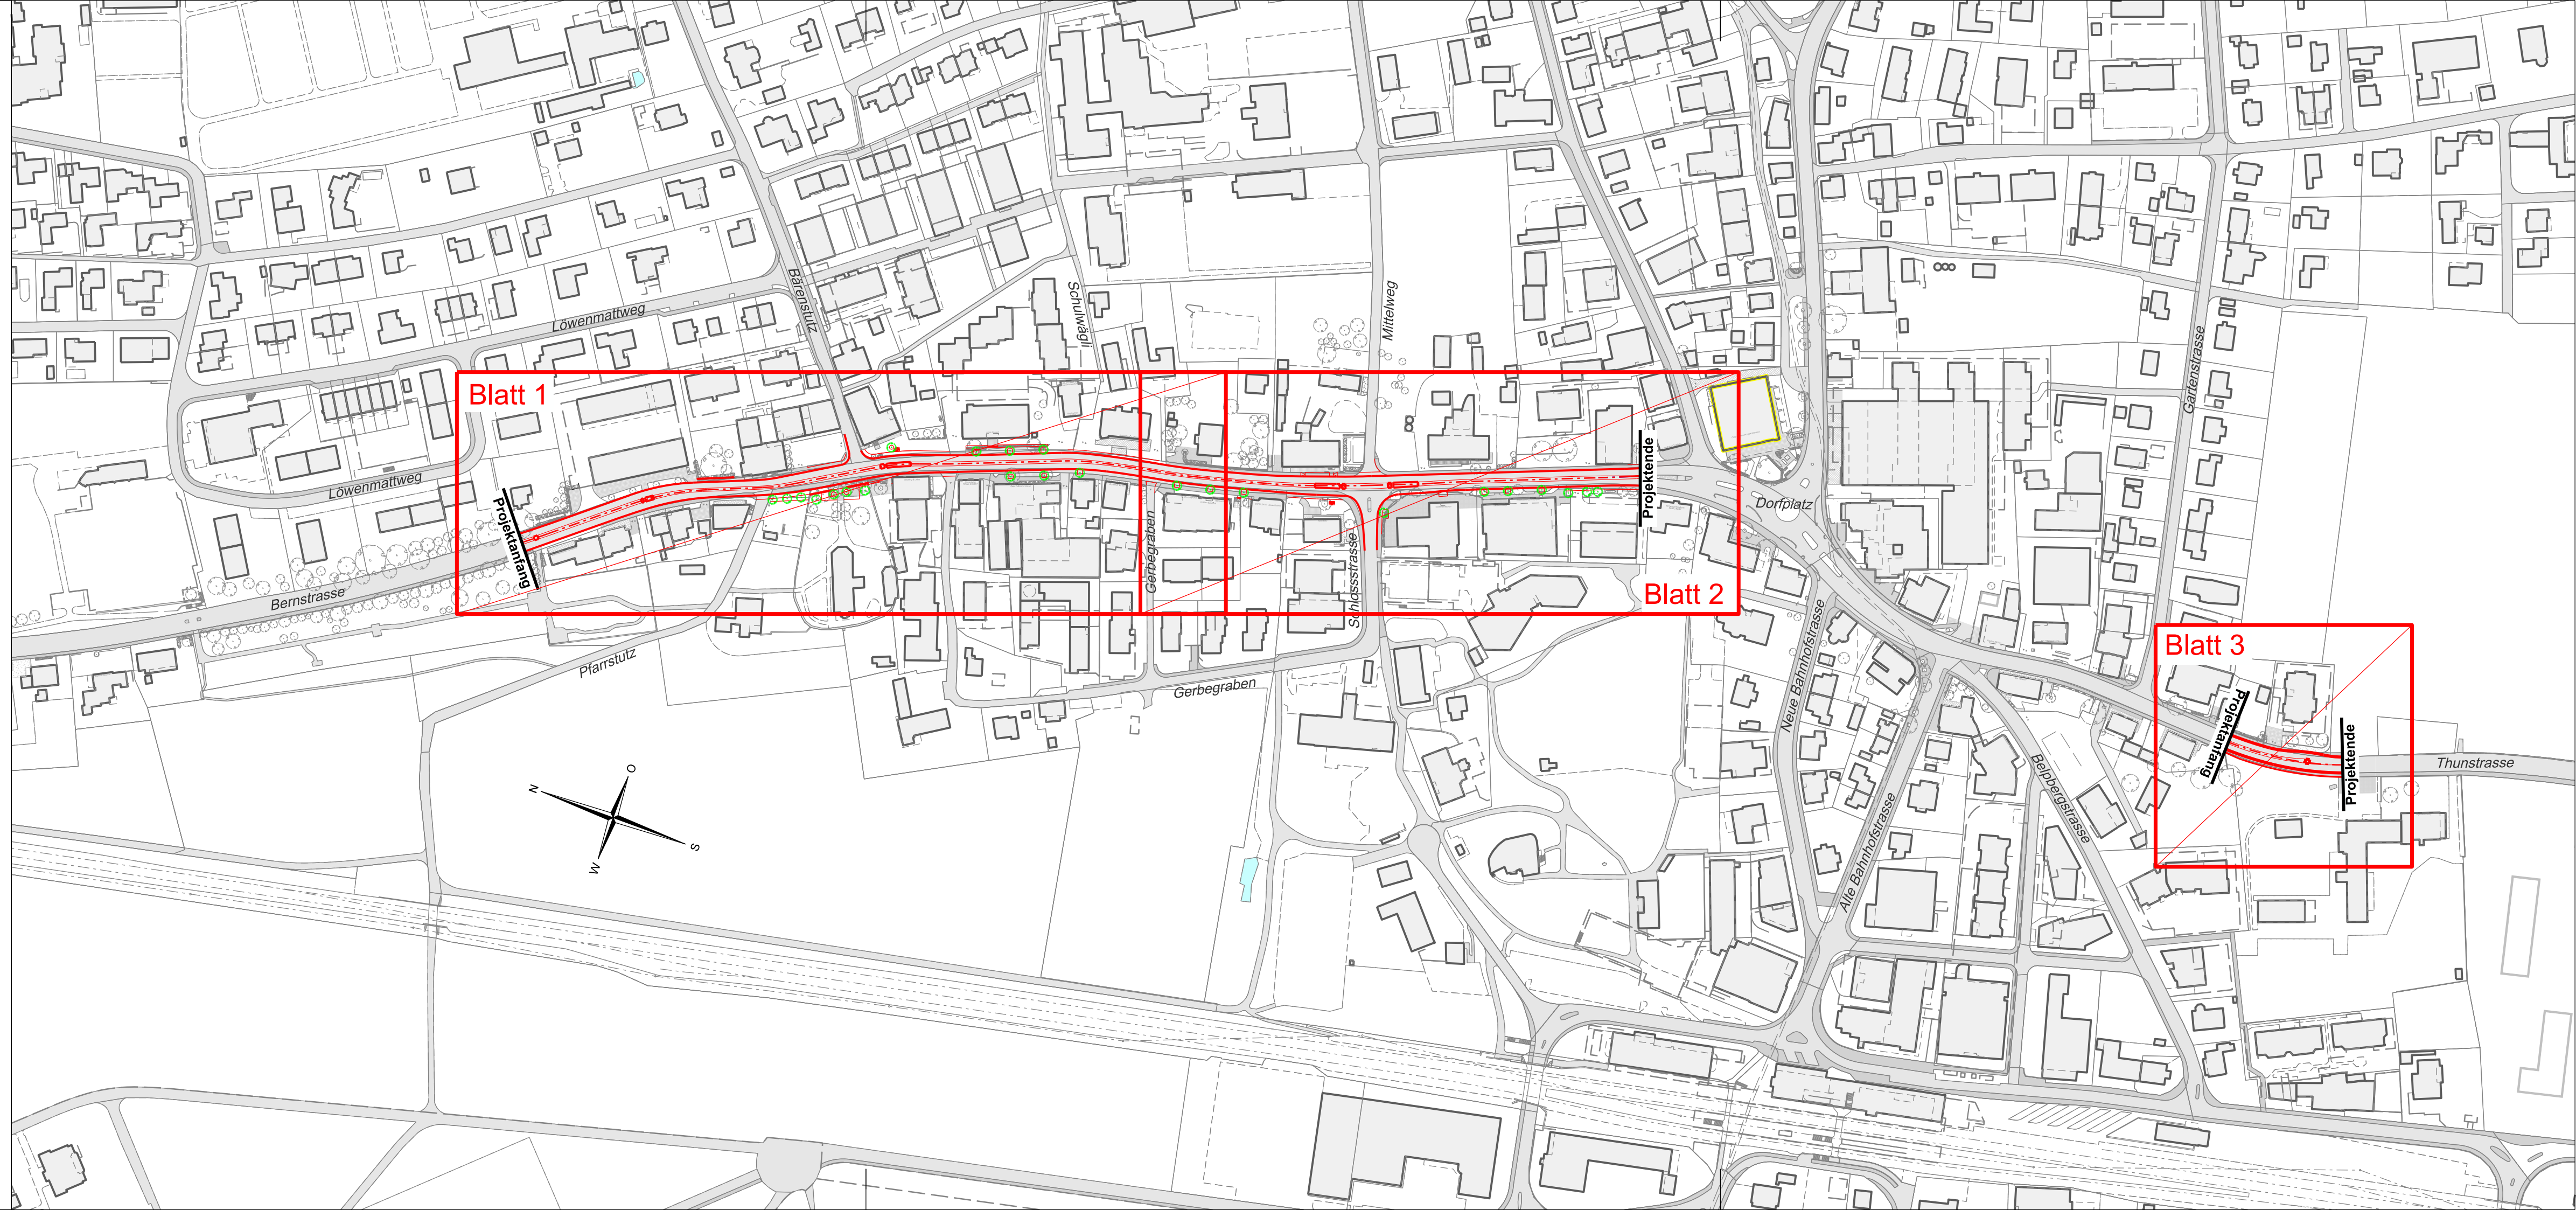 Bärenstutz
Schulwägli
Mittelweg
Löwenmattweg
Gartenstrasse
Blatt 1
Löwenmattweg
Projektanfang
Projektende
Dorfplatz
Gerbegraben
Schlossstrasse
Bernstrasse
Blatt 2
Pfarrstutz
Gerbegraben
Neue Bahnhofstrasse
Blatt 3
Projektanfang
Projektende
Thunstrasse
Belpbergstrasse
Alte Bahnhofstrasse
O
N
S
W